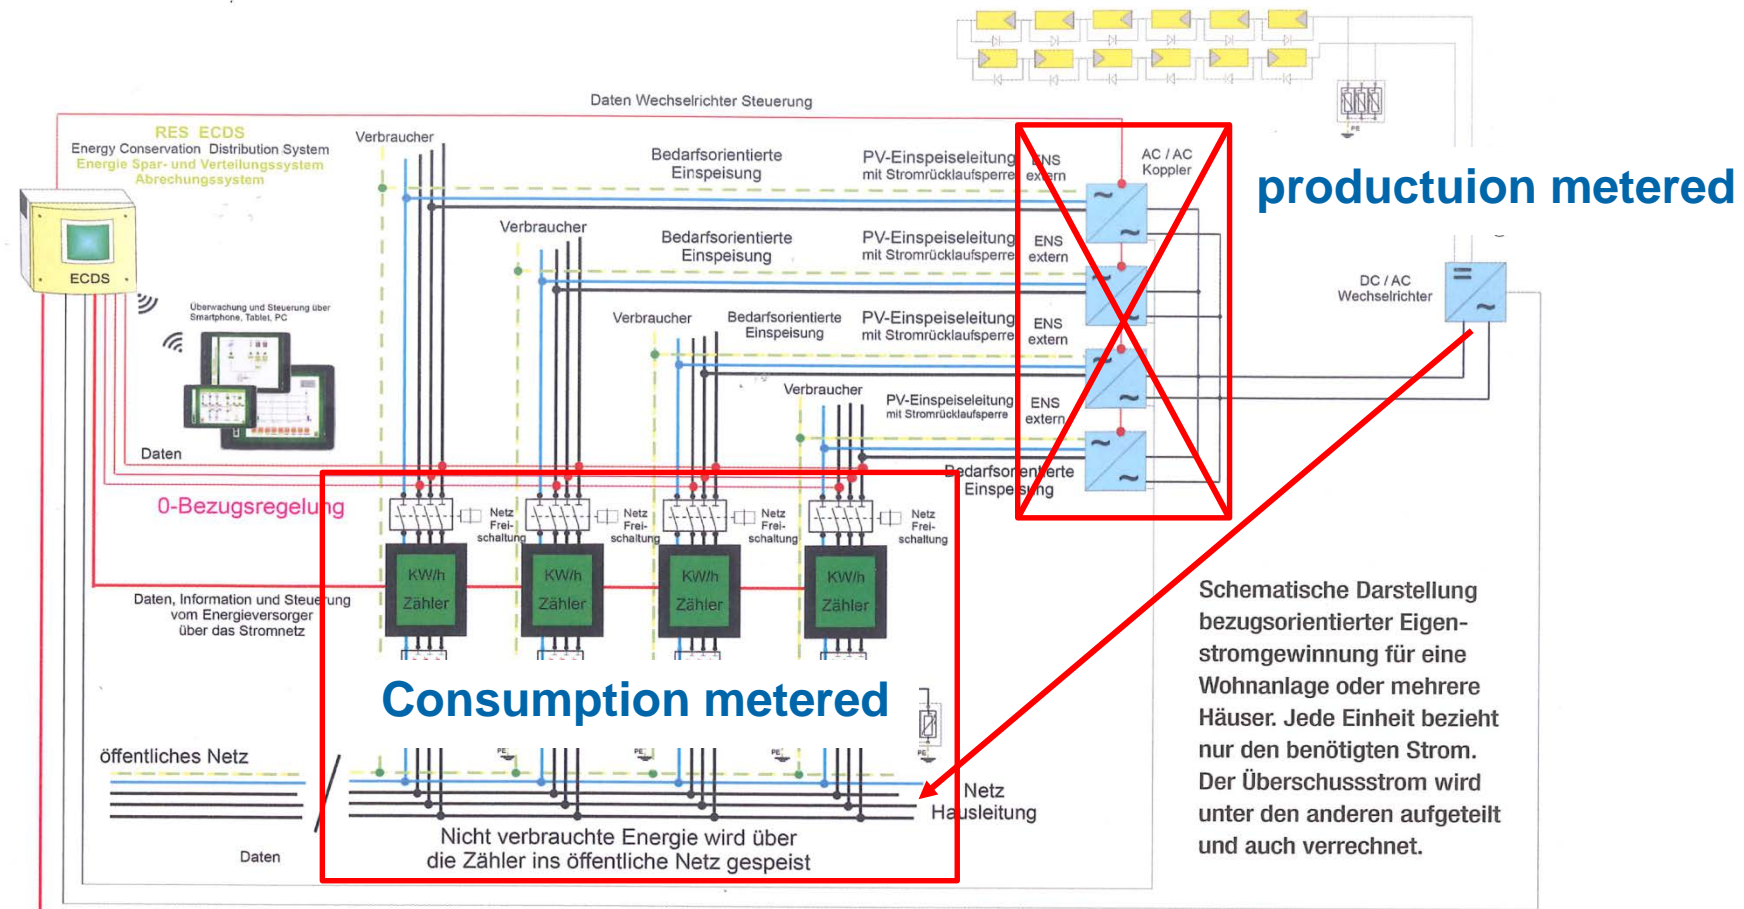 Daten Wechselrichter Steuerung
RES ECDS
Energy Conservation Distribution System
Energie Spar- und Verteilungssystem
Abrechungssystem
ECDS
Überwachung und Steuerung über
Smartphone, Tablet, PC
Verbraucher
Bedarfsorientierte
Einspeisung
PV-Einspeiseleitung
mit Stromrücklaufsperre
ENS
extern
AC / AC
Koppler
PE
productuion metered
Verbraucher
Bedarfsorientierte
Einspeisung
PV-Einspeiseleitung
mit Stromrücklaufsperre
ENS
extern
DC / AC
Wechselrichter
Verbraucher
Bedarfsorientierte
Einspeisung
PV-Einspeiseleitung
mit Stromrücklaufsperre
ENS
extern
Verbraucher
PV-Einspeiseleitung
mit Stromrücklaufsperre
ENS
extern
Bedarfsorientierte
Einspeisung
Daten
0-Bezugsregelung
Netz
Frei-
schaltung
Netz
Frei-
schaltung
Netz
Frei-
schaltung
Netz
Frei-
schaltung
KW/h
Zähler
KW/h
Zähler
KW/h
Zähler
KW/h
Zähler
Daten, Information und Steuerung
vom Energieversorger
über das Stromnetz
Consumption metered
PE
PE
PE
PE
öffentliches Netz
Netz
Hausleitung
Nicht verbrauchte Energie wird über
die Zähler ins öffentliche Netz gespeist
Daten
Schematische Darstellung
bezugsorientierter Eigen-
stromgewinnung für eine
Wohnanlage oder mehrere
Häuser. Jede Einheit bezieht
nur den benötigten Strom.
Der Überschussstrom wird
unter den anderen aufgeteilt
und auch verrechnet.